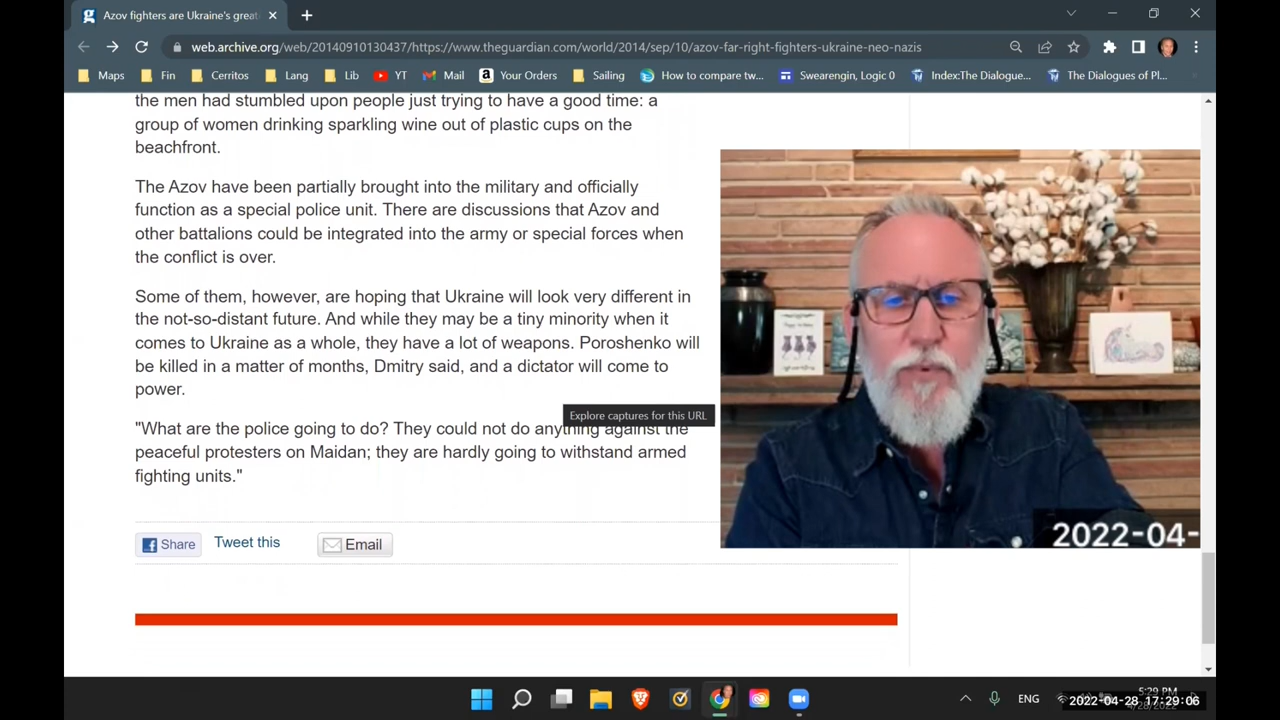 Azov fighters are Ukraine's great
web.archive.org/web/20140910130437/https://www.theguardian.com/world/2014/sep/10/azov-far-right-fighters-ukraine-neo-nazis
Maps Fin Cerritos Lang Lib YT Mail Your Orders Sailing How to compare tw... Swearengin, Logic 0 Index:The Dialogue... The Dialogues of Pl...
the men had stumbled upon people just trying to have a good time: a
group of women drinking sparkling wine out of plastic cups on the
beachfront.
The Azov have been partially brought into the military and officially
function as a special police unit. There are discussions that Azov and
other battalions could be integrated into the army or special forces when
the conflict is over.
Some of them, however, are hoping that Ukraine will look very different in
the not-so-distant future. And while they may be a tiny minority when it
comes to Ukraine as a whole, they have a lot of weapons. Poroshenko will
be killed in a matter of months, Dmitry said, and a dictator will come to
power.
Explore captures for this URL
"What are the police going to do? They could not do anything against the
peaceful protesters on Maidan; they are hardly going to withstand armed
fighting units."
2022-04-
Share Tweet this Email
ENG
5:29 PM
2022-04-28 17:29:06